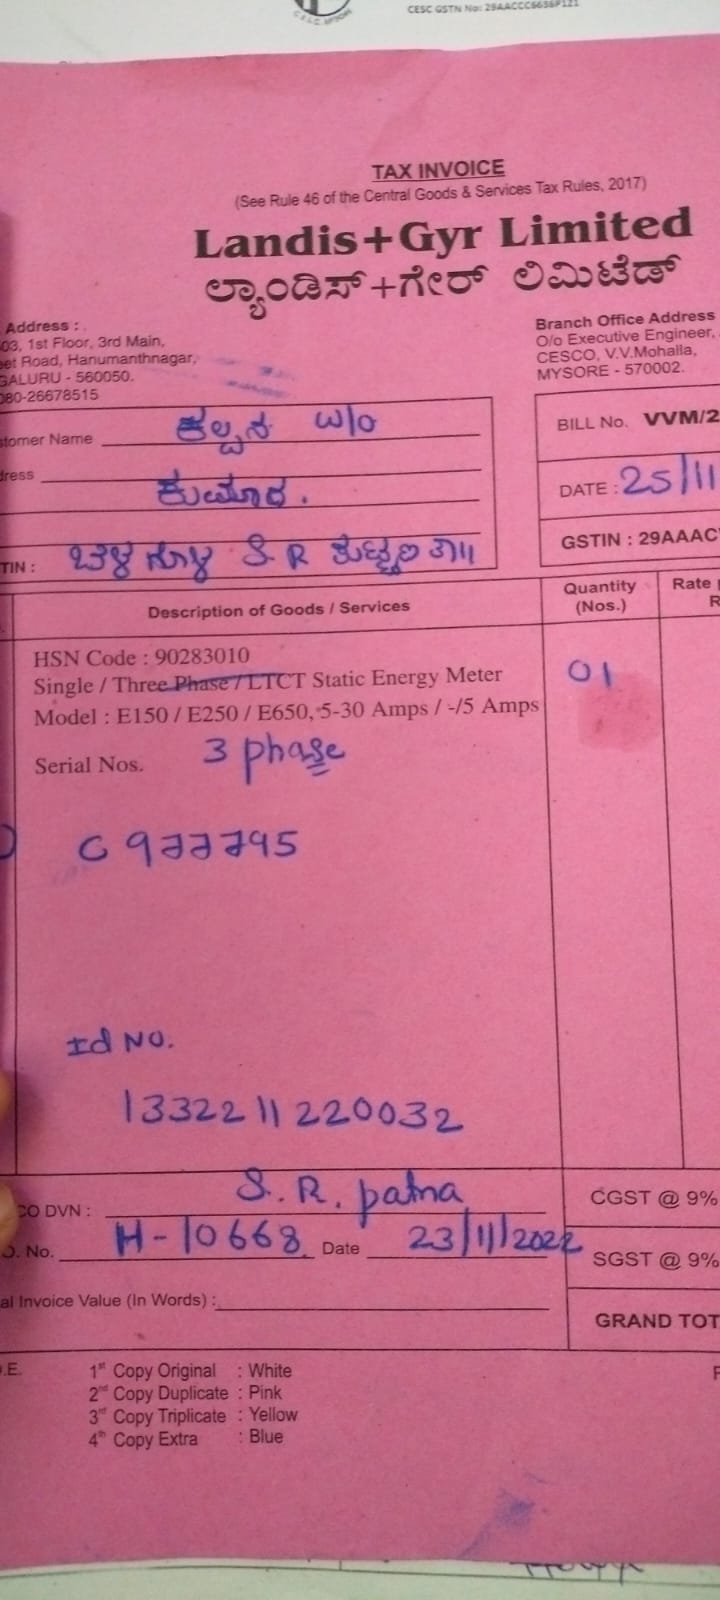 CESC GSTN No: 29AACCC6636P1Z1
TAX INVOICE
(See Rule 46 of the Central Goods & Services Tax Rules, 2017)
Landis+Gyr Limited
ಲ್ಯಾಂಡಿಸ್+ಗೇರ್ ಲಿಮಿಟೆಡ್
Address :
03, 1st Floor, 3rd Main,
eet Road, Hanumanthnagar,
GALURU - 560050.
080-26678515
Branch Office Address
O/o Executive Engineer,
CESCO, V.V.Mohalla,
MYSORE - 570002.
tomer Name ಕಲ್ಪನ w/o
dress
ಕುಮಾರ.
TIN : S.R
BILL No. VVM/2
DATE : 25/11
GSTIN : 29AAAC
Description of Goods / Services
Quantity (Nos.)
Rate
HSN Code : 90283010
Single / Three Phase / LTCT Static Energy Meter
01
Model : E150 / E250 / E650, 5-30 Amps / -/5 Amps
Serial Nos. 3 phase
C977795
Id No.
1332211220032
CO DVN : S.R. patna
O. No. H-10668 Date 23/11/2022
al Invoice Value (In Words) :
CGST @ 9%
SGST @ 9%
GRAND TOT
.E.
1st Copy Original : White
2nd Copy Duplicate : Pink
3rd Copy Triplicate : Yellow
4th Copy Extra : Blue